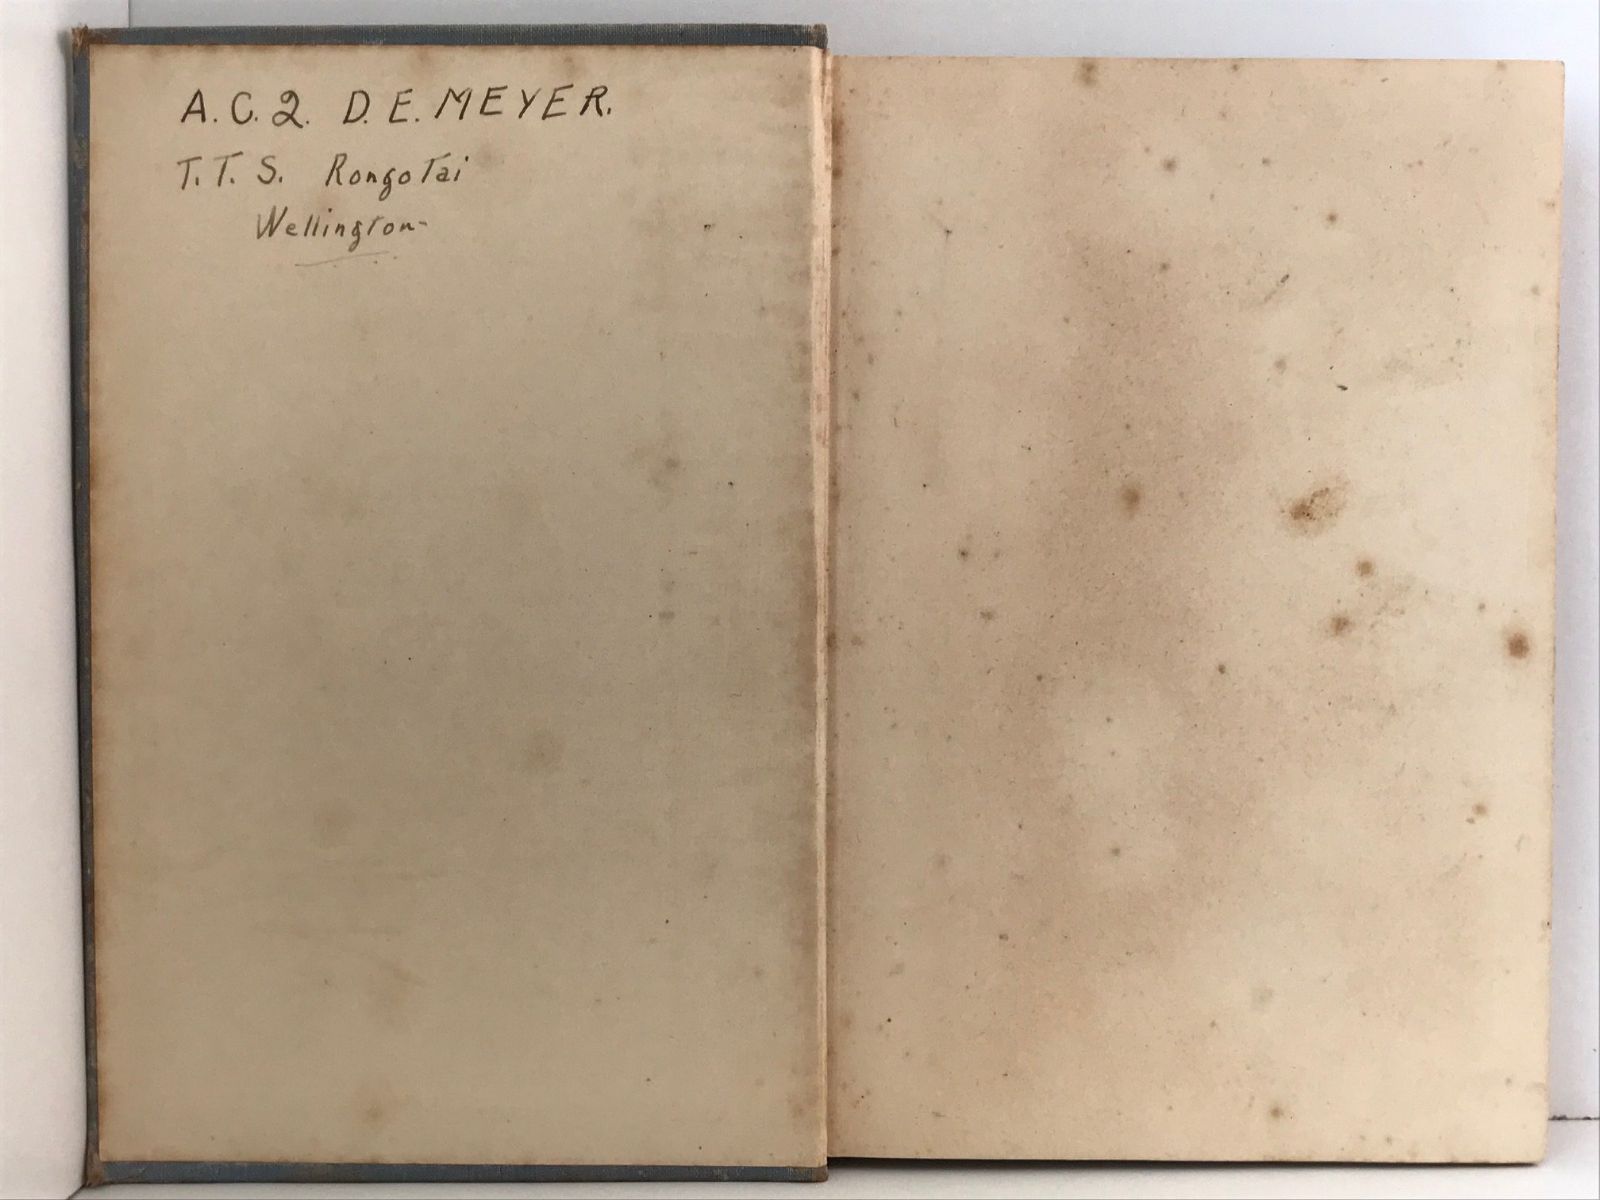 A.C.2. D.E. MEYER.
T.T.S. Rongotai
Wellington-